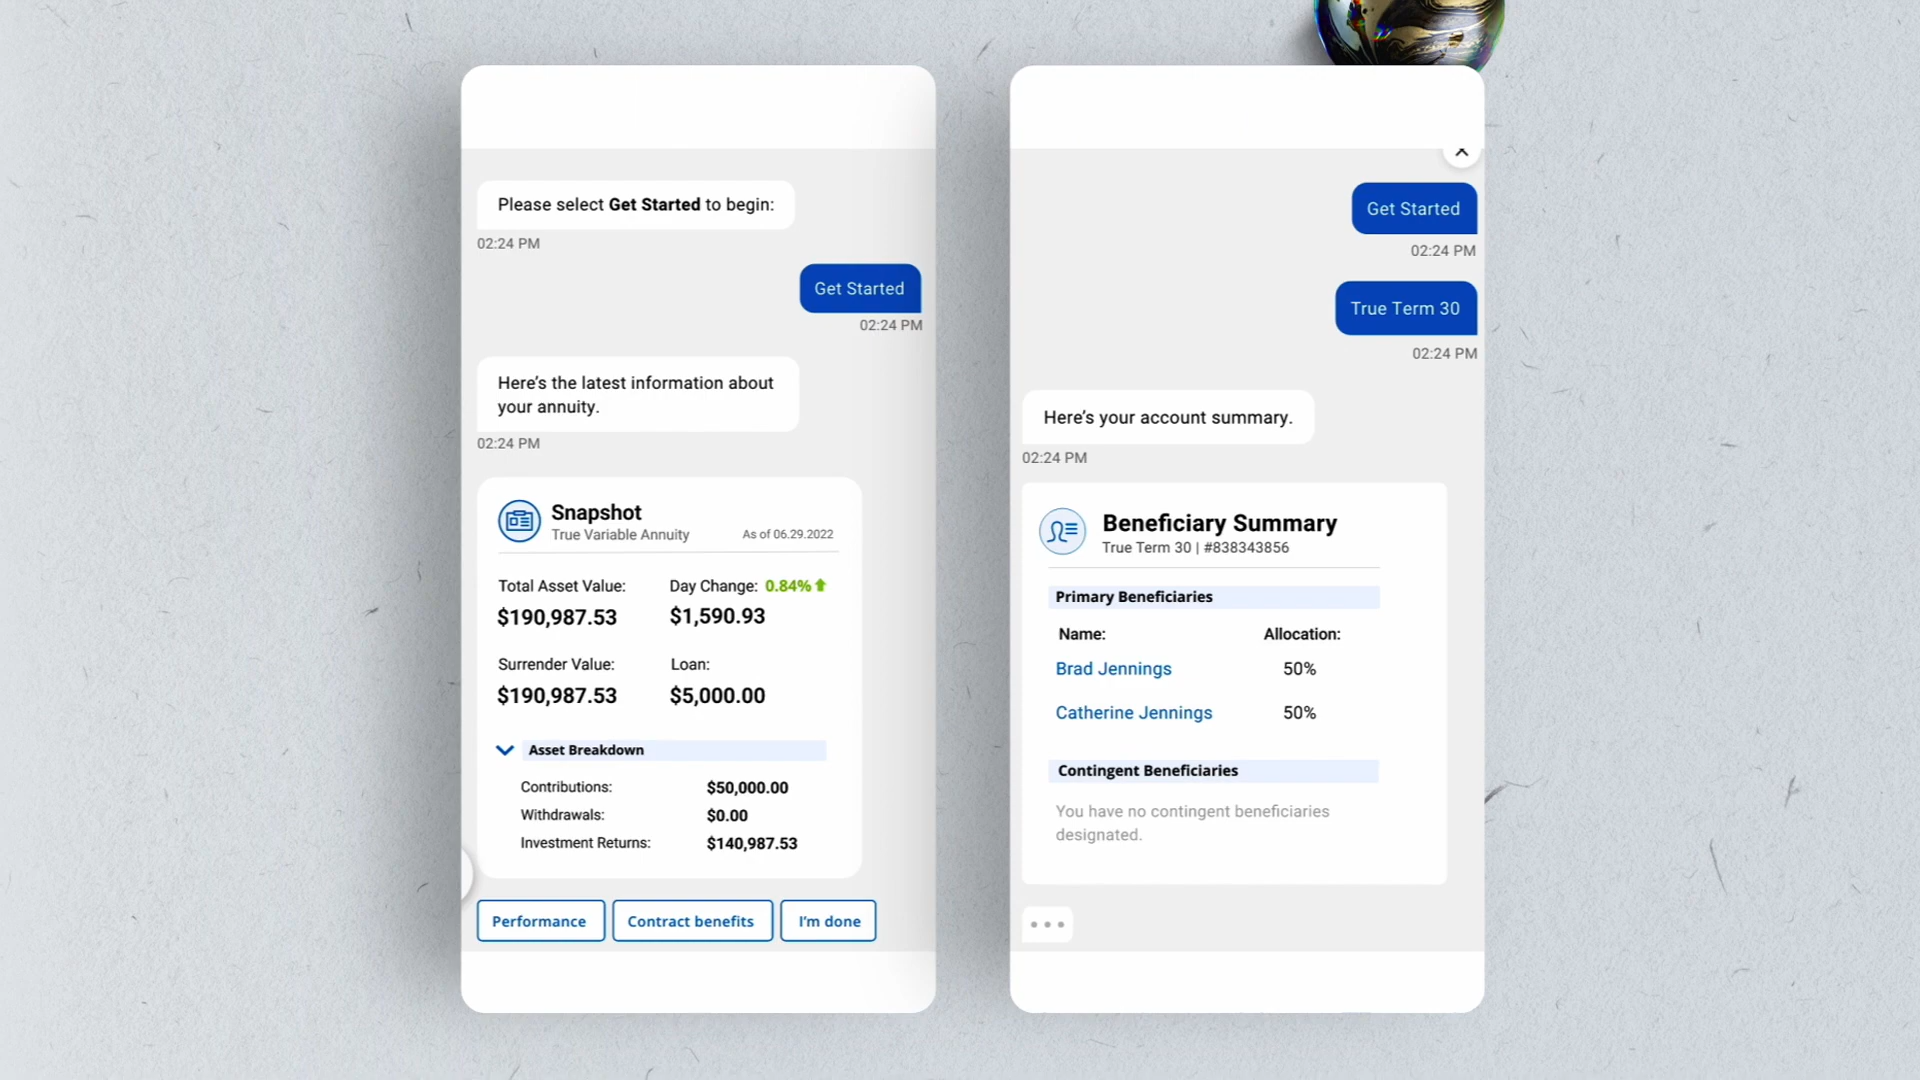 Please select Get Started to begin:
02:24 PM
Get Started
02:24 PM
Here's the latest information about
your annuity.
02:24 PM
Snapshot
True Variable Annuity
As of 06.29.2022
Total Asset Value:
Day Change: 0.84%
$190,987.53
$1,590.93
Surrender Value:
Loan:
$190,987.53
$5,000.00
Asset Breakdown
Contributions: $50,000.00
Withdrawals: $0.00
Investment Returns: $140,987.53
Performance
Contract benefits
I'm done
Get Started
02:24 PM
True Term 30
02:24 PM
Here's your account summary.
02:24 PM
Beneficiary Summary
True Term 30 | #838343856
Primary Beneficiaries
Name: Allocation:
Brad Jennings 50%
Catherine Jennings 50%
Contingent Beneficiaries
You have no contingent beneficiaries
designated.